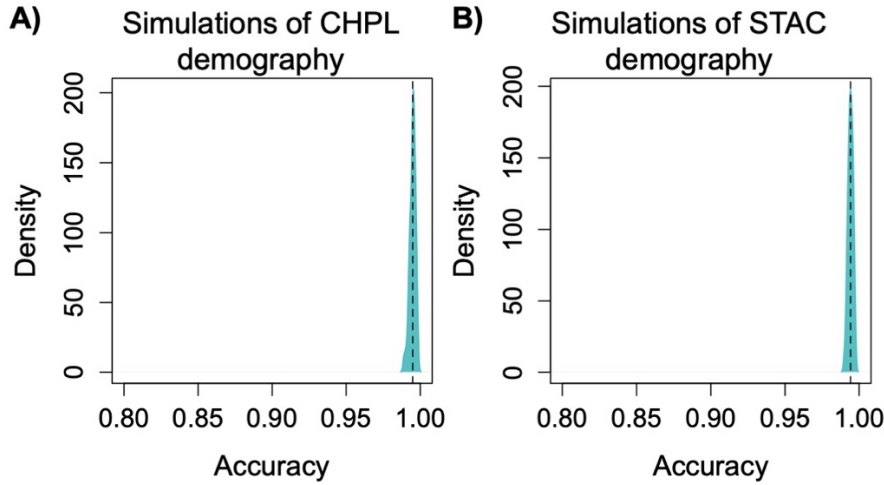 A) Simulations of CHPL
demography
Density
200
150
100
50
0
0.80 0.85 0.90 0.95 1.00
Accuracy
B) Simulations of STAC
demography
Density
200
150
100
50
0
0.80 0.85 0.90 0.95 1.00
Accuracy